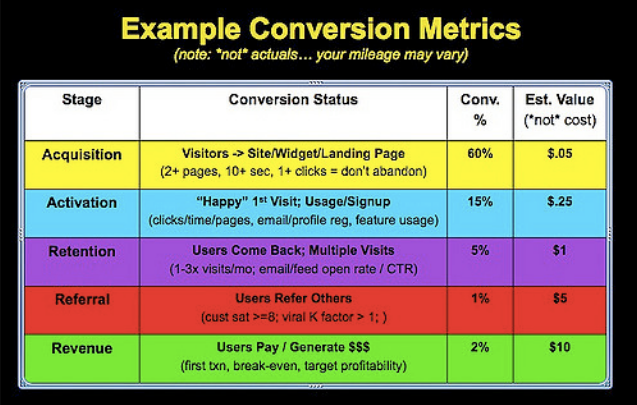 Example Conversion Metrics
(note: *not* actuals… your mileage may vary)
Stage
Conversion Status
Conv. %
Est. Value (*not* cost)
Acquisition
Visitors -> Site/Widget/Landing Page
(2+ pages, 10+ sec, 1+ clicks = don't abandon)
60%
$.05
Activation
"Happy" 1st Visit; Usage/Signup
(clicks/time/pages, email/profile reg, feature usage)
15%
$.25
Retention
Users Come Back; Multiple Visits
(1-3x visits/mo; email/feed open rate / CTR)
5%
$1
Referral
Users Refer Others
(cust sat >=8; viral K factor > 1; )
1%
$5
Revenue
Users Pay / Generate $$$
(first txn, break-even, target profitability)
2%
$10